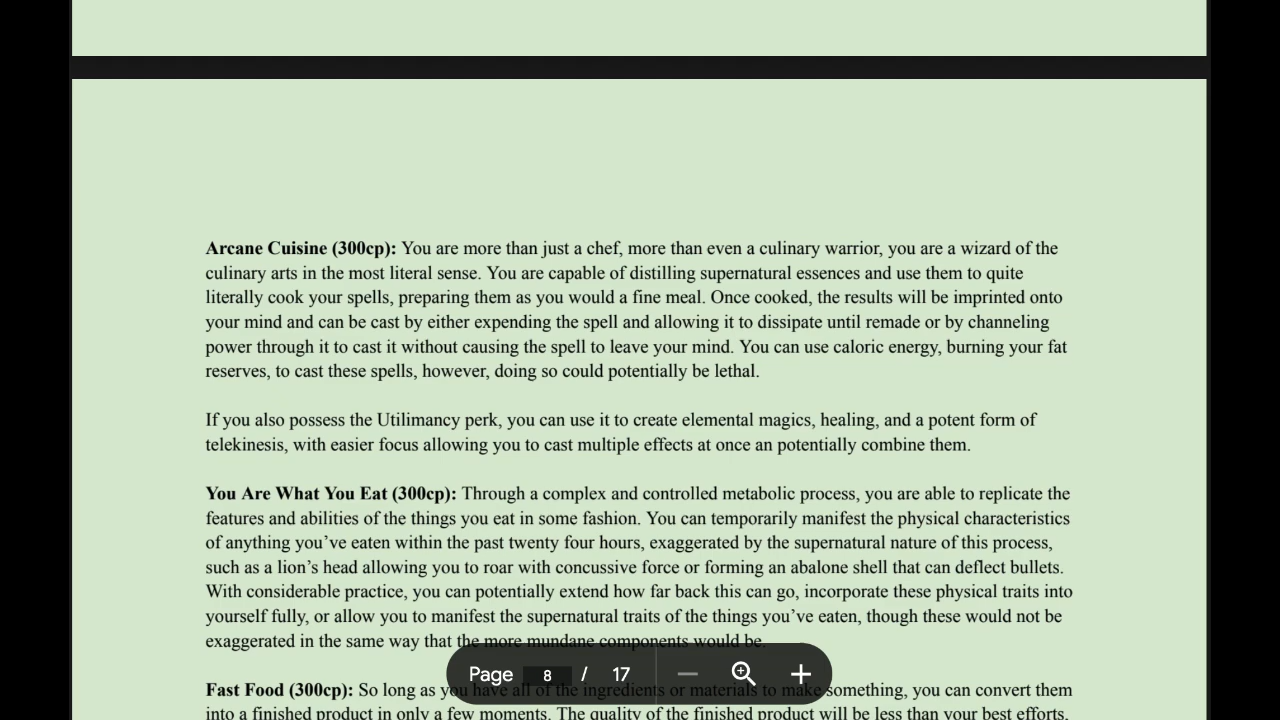 Arcane Cuisine (300cp): You are more than just a chef, more than even a culinary warrior, you are a wizard of the
culinary arts in the most literal sense. You are capable of distilling supernatural essences and use them to quite
literally cook your spells, preparing them as you would a fine meal. Once cooked, the results will be imprinted onto
your mind and can be cast by either expending the spell and allowing it to dissipate until remade or by channeling
power through it to cast it without causing the spell to leave your mind. You can use caloric energy, burning your fat
reserves, to cast these spells, however, doing so could potentially be lethal.
If you also possess the Utilimancy perk, you can use it to create elemental magics, healing, and a potent form of
telekinesis, with easier focus allowing you to cast multiple effects at once an potentially combine them.
You Are What You Eat (300cp): Through a complex and controlled metabolic process, you are able to replicate the
features and abilities of the things you eat in some fashion. You can temporarily manifest the physical characteristics
of anything you’ve eaten within the past twenty four hours, exaggerated by the supernatural nature of this process,
such as a lion’s head allowing you to roar with concussive force or forming an abalone shell that can deflect bullets.
With considerable practice, you can potentially extend how far back this can go, incorporate these physical traits into
yourself fully, or allow you to manifest the supernatural traits of the things you’ve eaten, though these would not be
exaggerated in the same way that the more mundane components would be.
Page 8 / 17
Fast Food (300cp): So long as you have all of the ingredients or materials to make something, you can convert them
into a finished product in only a few moments. The quality of the finished product will be less than your best efforts,